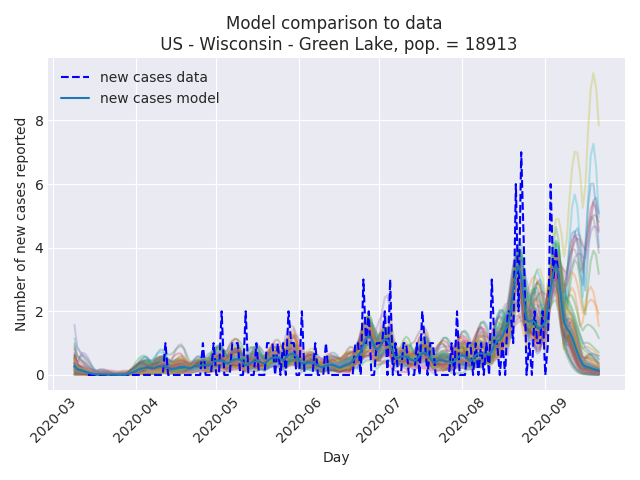 Model comparison to data
US - Wisconsin - Green Lake, pop. = 18913
new cases data
new cases model
Number of new cases reported
8
6
4
2
0
2020-03
2020-04
2020-05
2020-06
2020-07
2020-08
2020-09
Day